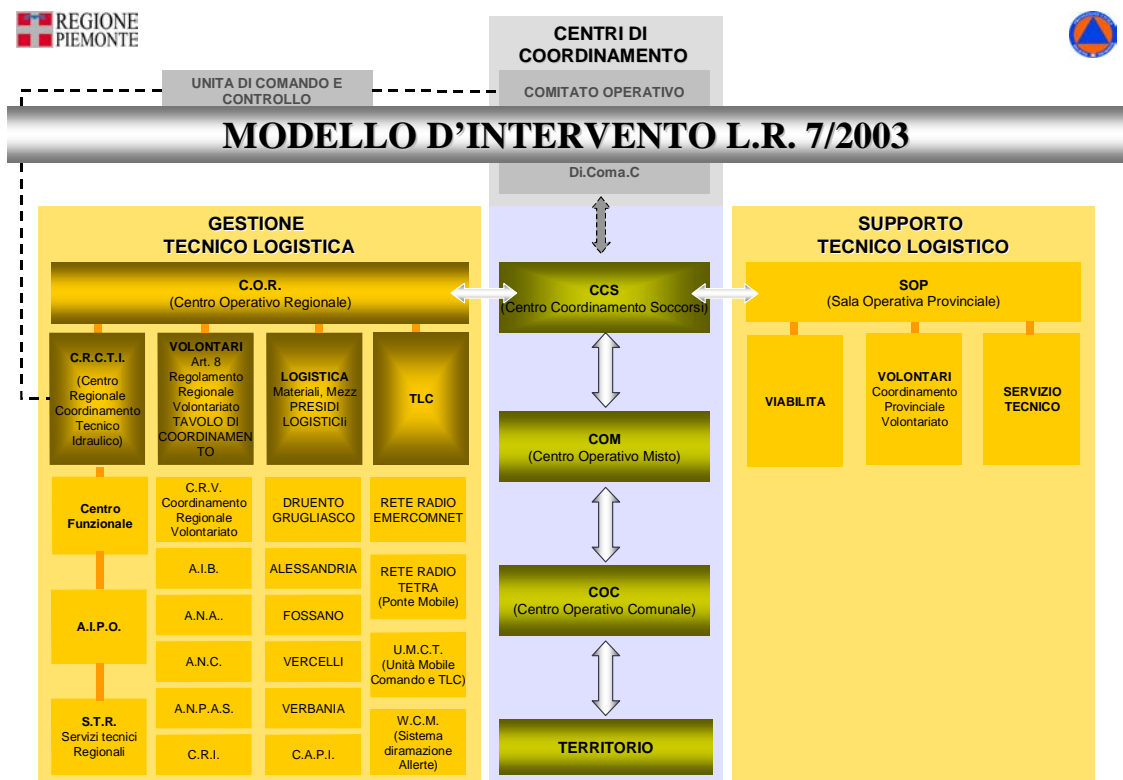 REGIONE
PIEMONTE
CENTRI DI
COORDINAMENTO
UNITA DI COMANDO E
CONTROLLO
COMITATO OPERATIVO
MODELLO D’INTERVENTO L.R. 7/2003
Di.Coma.C
GESTIONE
TECNICO LOGISTICA
C.O.R.
(Centro Operativo Regionale)
C.R.C.T.I.
(Centro
Regionale
Coordinamento
Tecnico
Idraulico)
VOLONTARI
Art. 8
Regolamento
Regionale
Volontariato
TAVOLO DI
COORDINAMEN
TO
LOGISTICA
Materiali, Mezz
PRESIDI
LOGISTICIi
TLC
Centro
Funzionale
A.I.P.O.
S.T.R.
Servizi tecnici
Regionali
C.R.V.
Coordinamento
Regionale
Volontariato
A.I.B.
A.N.A..
A.N.C.
A.N.P.A.S.
C.R.I.
DRUENTO
GRUGLIASCO
ALESSANDRIA
FOSSANO
VERCELLI
VERBANIA
C.A.P.I.
RETE RADIO
EMERCOMNET
RETE RADIO
TETRA
(Ponte Mobile)
U.M.C.T.
(Unità Mobile
Comando e TLC)
W.C.M.
(Sistema
diramazione
Allerte)
CCS
(Centro Coordinamento Soccorsi)
COM
(Centro Operativo Misto)
COC
(Centro Operativo Comunale)
TERRITORIO
SUPPORTO
TECNICO LOGISTICO
SOP
(Sala Operativa Provinciale)
VIABILITA
VOLONTARI
Coordinamento
Provinciale
Volontariato
SERVIZIO
TECNICO